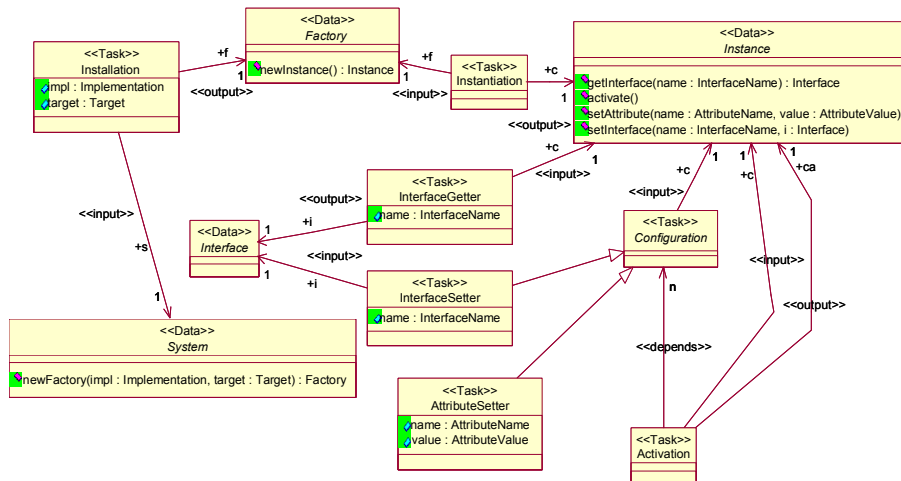 <<Data>>
Factory
newInstance() : Instance
<<Task>>
Installation
impl : Implementation
target : Target
+f
1
<<output>>
+f
1
<<input>>
<<Task>>
Instantiation
+c
1
<<output>>
<<Data>>
Instance
getInterface(name : InterfaceName) : Interface
activate()
setAttribute(name : AttributeName, value : AttributeValue)
setInterface(name : InterfaceName, i : Interface)
+c
1
<<input>>
<<Task>>
InterfaceGetter
name : InterfaceName
<<output>>
+i
1
<<Data>>
Interface
<<input>>
+i
1
<<Task>>
InterfaceSetter
name : InterfaceName
<<input>>
+s
1
<<Data>>
System
newFactory(impl : Implementation, target : Target) : Factory
1
+c
<<input>>
<<Task>>
Configuration
1
+c
<<input>>
1
+ca
<<output>>
n
<<depends>>
<<Task>>
AttributeSetter
name : AttributeName
value : AttributeValue
<<Task>>
Activation